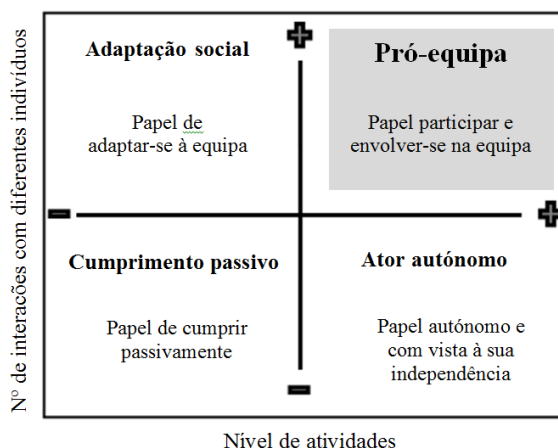 Adaptação social
Papel de
adaptar-se à equipa
Pró-equipa
Papel participar e
envolver-se na equipa
Cumprimento passivo
Papel de cumprir
passivamente
Ator autónomo
Papel autónomo e
com vista à sua
independência
Nº de interações com diferentes indivíduos
Nível de atividades